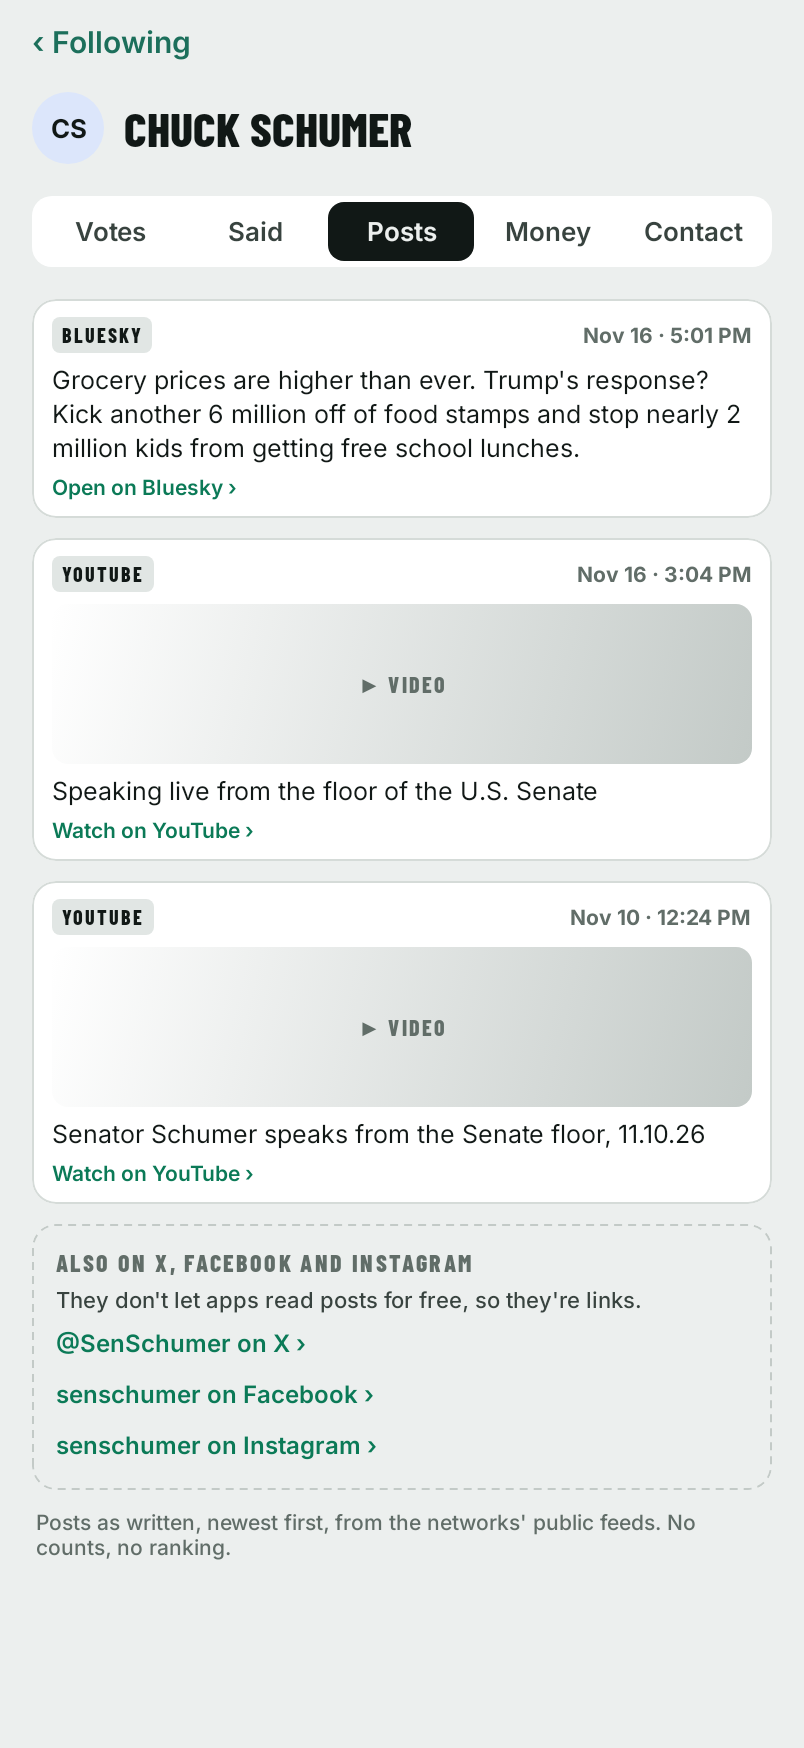 ‹ Following
CS
CHUCK SCHUMER
Votes
Said
Posts
Money
Contact
BLUESKY
Nov 16 · 5:01 PM
Grocery prices are higher than ever. Trump's response?
Kick another 6 million off of food stamps and stop nearly 2
million kids from getting free school lunches.
Open on Bluesky ›
YOUTUBE
Nov 16 · 3:04 PM
▶ VIDEO
Speaking live from the floor of the U.S. Senate
Watch on YouTube ›
YOUTUBE
Nov 10 · 12:24 PM
▶ VIDEO
Senator Schumer speaks from the Senate floor, 11.10.26
Watch on YouTube ›
ALSO ON X, FACEBOOK AND INSTAGRAM
They don't let apps read posts for free, so they're links.
@SenSchumer on X ›
senschumer on Facebook ›
senschumer on Instagram ›
Posts as written, newest first, from the networks' public feeds. No
counts, no ranking.